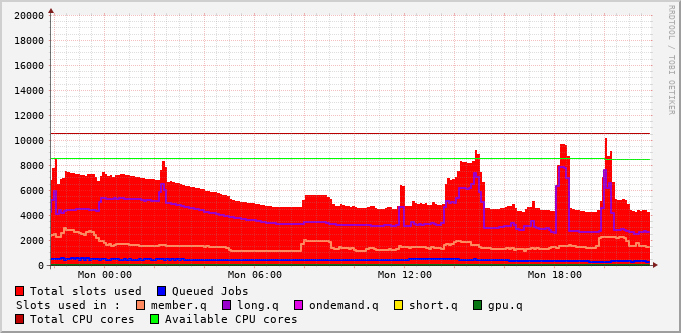 20000
18000
16000
14000
12000
10000
8000
6000
4000
2000
0
Mon 00:00 Mon 06:00 Mon 12:00 Mon 18:00
RRDTOOL / TOBI OETIKER
Total slots used Queued Jobs
Slots used in : member.q long.q ondemand.q short.q gpu.q
Total CPU cores Available CPU cores